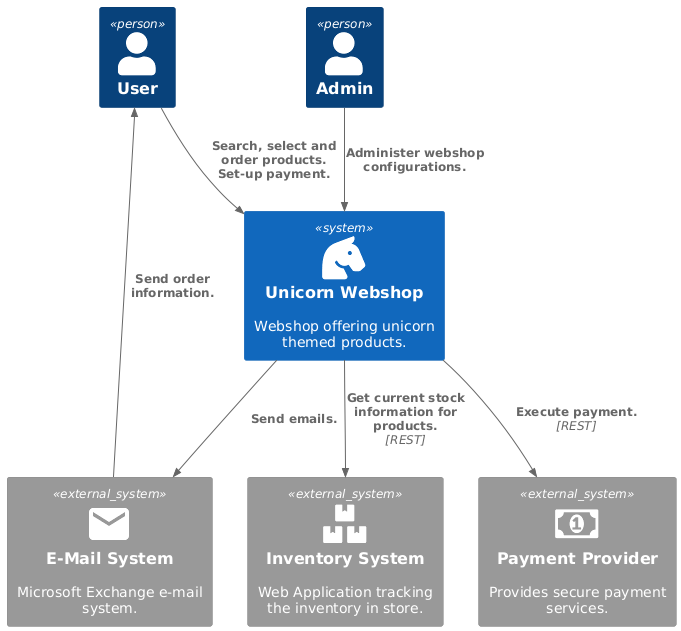 «person»
User
«person»
Admin
Search, select and
order products.
Set-up payment.
Administer webshop
configurations.
«system»
Unicorn Webshop
Webshop offering unicorn
themed products.
Send order
information.
Send emails.
Get current stock
information for
products.
[REST]
Execute payment.
[REST]
«external_system»
E-Mail System
Microsoft Exchange e-mail
system.
«external_system»
Inventory System
Web Application tracking
the inventory in store.
«external_system»
1
Payment Provider
Provides secure payment
services.